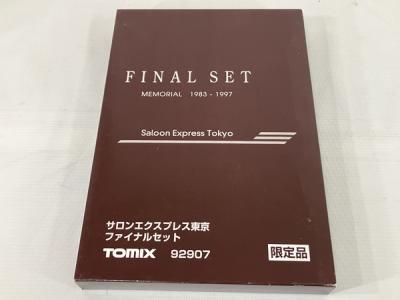 FINAL SET
MEMORIAL 1983 - 1997
Saloon Express Tokyo
サロンエクスプレス東京
ファイナルセット
TOMIX 92907
限定品